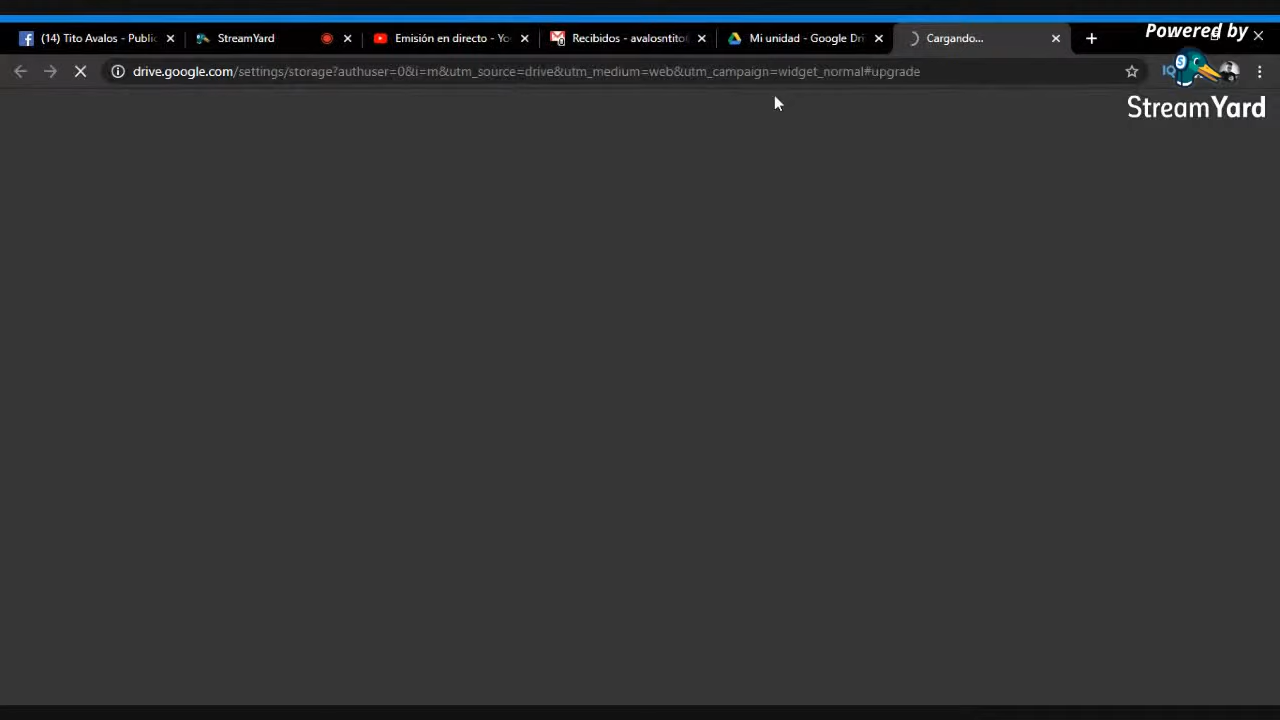 (14) Tito Avalos - Public
StreamYard
Emisión en directo - Yo
Recibidos - avalosntito
Mi unidad - Google Dri
Cargando...
Powered by
drive.google.com/settings/storage?authuser=0&i=m&utm_source=drive&utm_medium=web&utm_campaign=widget_normal#upgrade
IQ
S
StreamYard